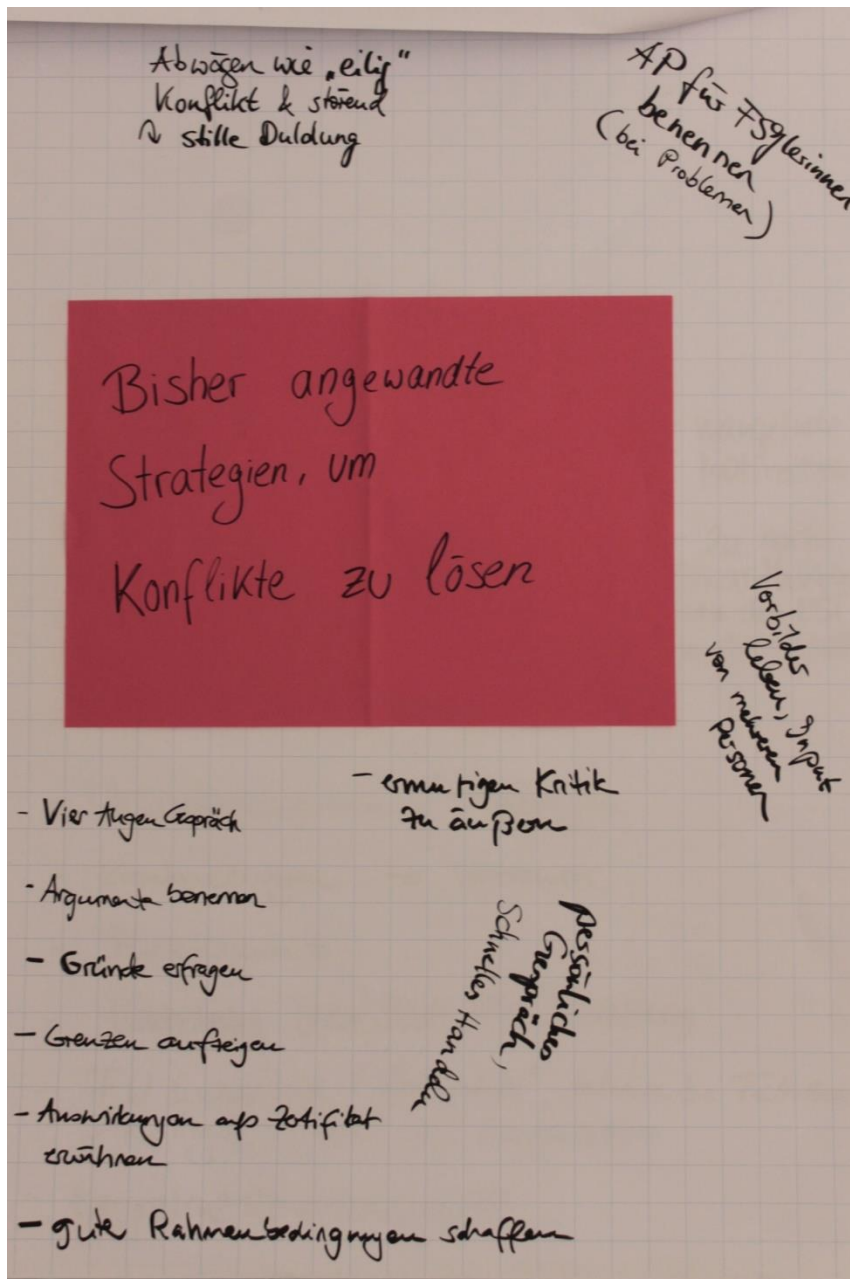 Abwägen wie „eilig“
Konflikt & störend
↷ stille Duldung
AP für FSJlerinnen
benennen
(bei Problemen)
Bisher angewandte
Strategien, um
Konflikte zu lösen
Vorbilder
leben, Input
von mehreren
Personen
- ermutigen Kritik
zu äußern
- Vier Augen Gespräch
- Argumente benennen
- Gründe erfragen
- Grenzen aufzeigen
- Auswirkungen aufs Zertifikat
erwähnen
- gute Rahmenbedingungen schaffen
persönliches
Gespräch,
Schnelles Handeln